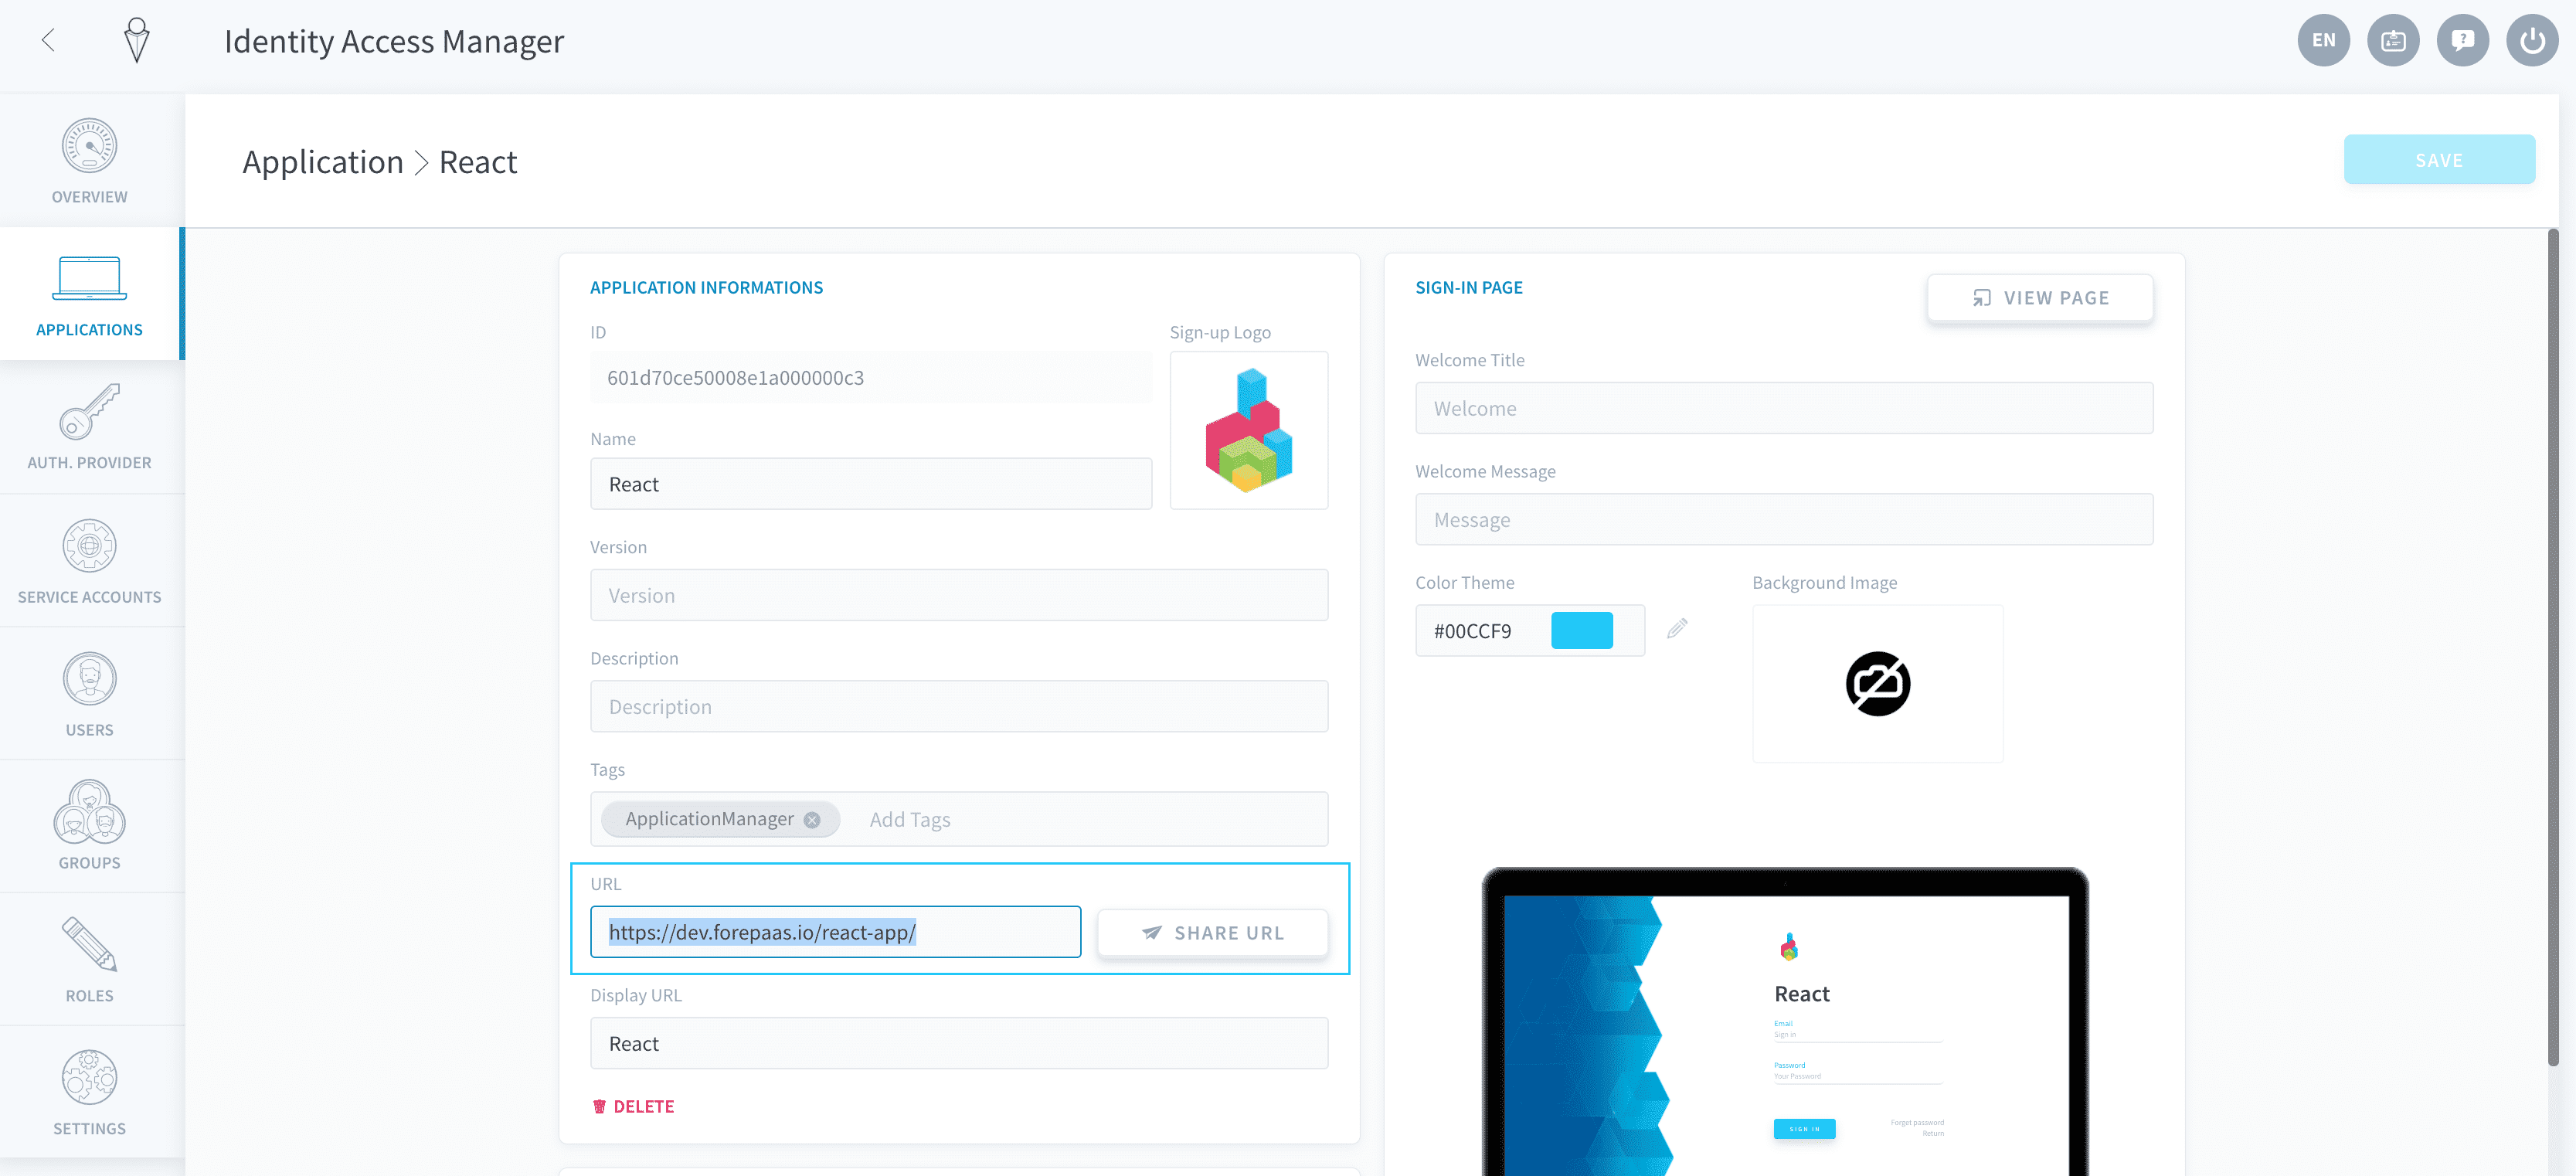 Identity Access Manager
EN
?
OVERVIEW
APPLICATIONS
AUTH. PROVIDER
SERVICE ACCOUNTS
USERS
GROUPS
ROLES
SETTINGS
Application > React
SAVE
APPLICATION INFORMATIONS
ID
601d70ce50008e1a000000c3
Sign-up Logo
Name
React
Version
Version
Description
Description
Tags
ApplicationManager
Add Tags
URL
https://dev.forepaas.io/react-app/
SHARE URL
Display URL
React
DELETE
SIGN-IN PAGE
VIEW PAGE
Welcome Title
Welcome
Welcome Message
Message
Color Theme
#00CCF9
Background Image
React
Email
Sign in
Password
Your Password
SIGN IN
Forgot password
Return